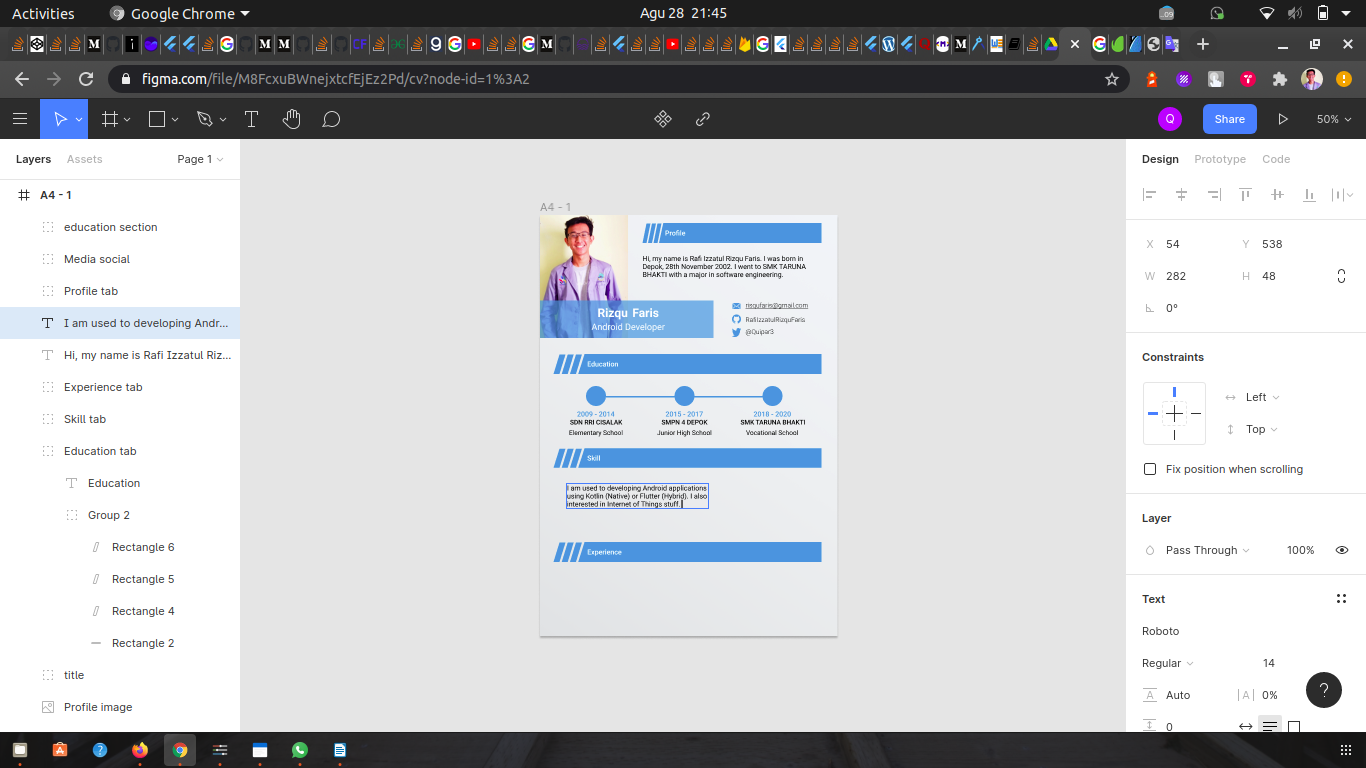 Activities
Google Chrome
Agu 28 21:45
figma.com/file/M8FcxuBWnejxtcfEjEz2Pd/cv?node-id=1%3A2
Q
Share
50%
Layers
Assets
Page 1
A4 - 1
education section
Media social
Profile tab
I am used to developing Andr...
Hi, my name is Rafi Izzatul Riz...
Experience tab
Skill tab
Education tab
Education
Group 2
Rectangle 6
Rectangle 5
Rectangle 4
Rectangle 2
title
Profile image
A4 - 1
Profile
Hi, my name is Rafi Izzatul Rizqu Faris. I was born in
Depok, 28th November 2002. I went to SMK TARUNA
BHAKTI with a major in software engineering.
Rizqu Faris
Android Developer
risqufaris@gmail.com
RafiIzzatulRizquFaris
@Quipar3
Education
2009 - 2014
SDN RRI CISALAK
Elementary School
2015 - 2017
SMPN 4 DEPOK
Junior High School
2018 - 2020
SMK TARUNA BHAKTI
Vocational School
Skill
I am used to developing Android applications
using Kotlin (Native) or Flutter (Hybrid). I also
interested in Internet of Things stuff.
Experience
Design
Prototype
Code
X 54
Y 538
W 282
H 48
0°
Constraints
Left
Top
Fix position when scrolling
Layer
Pass Through
100%
Text
Roboto
Regular
14
Auto
0%
0
?